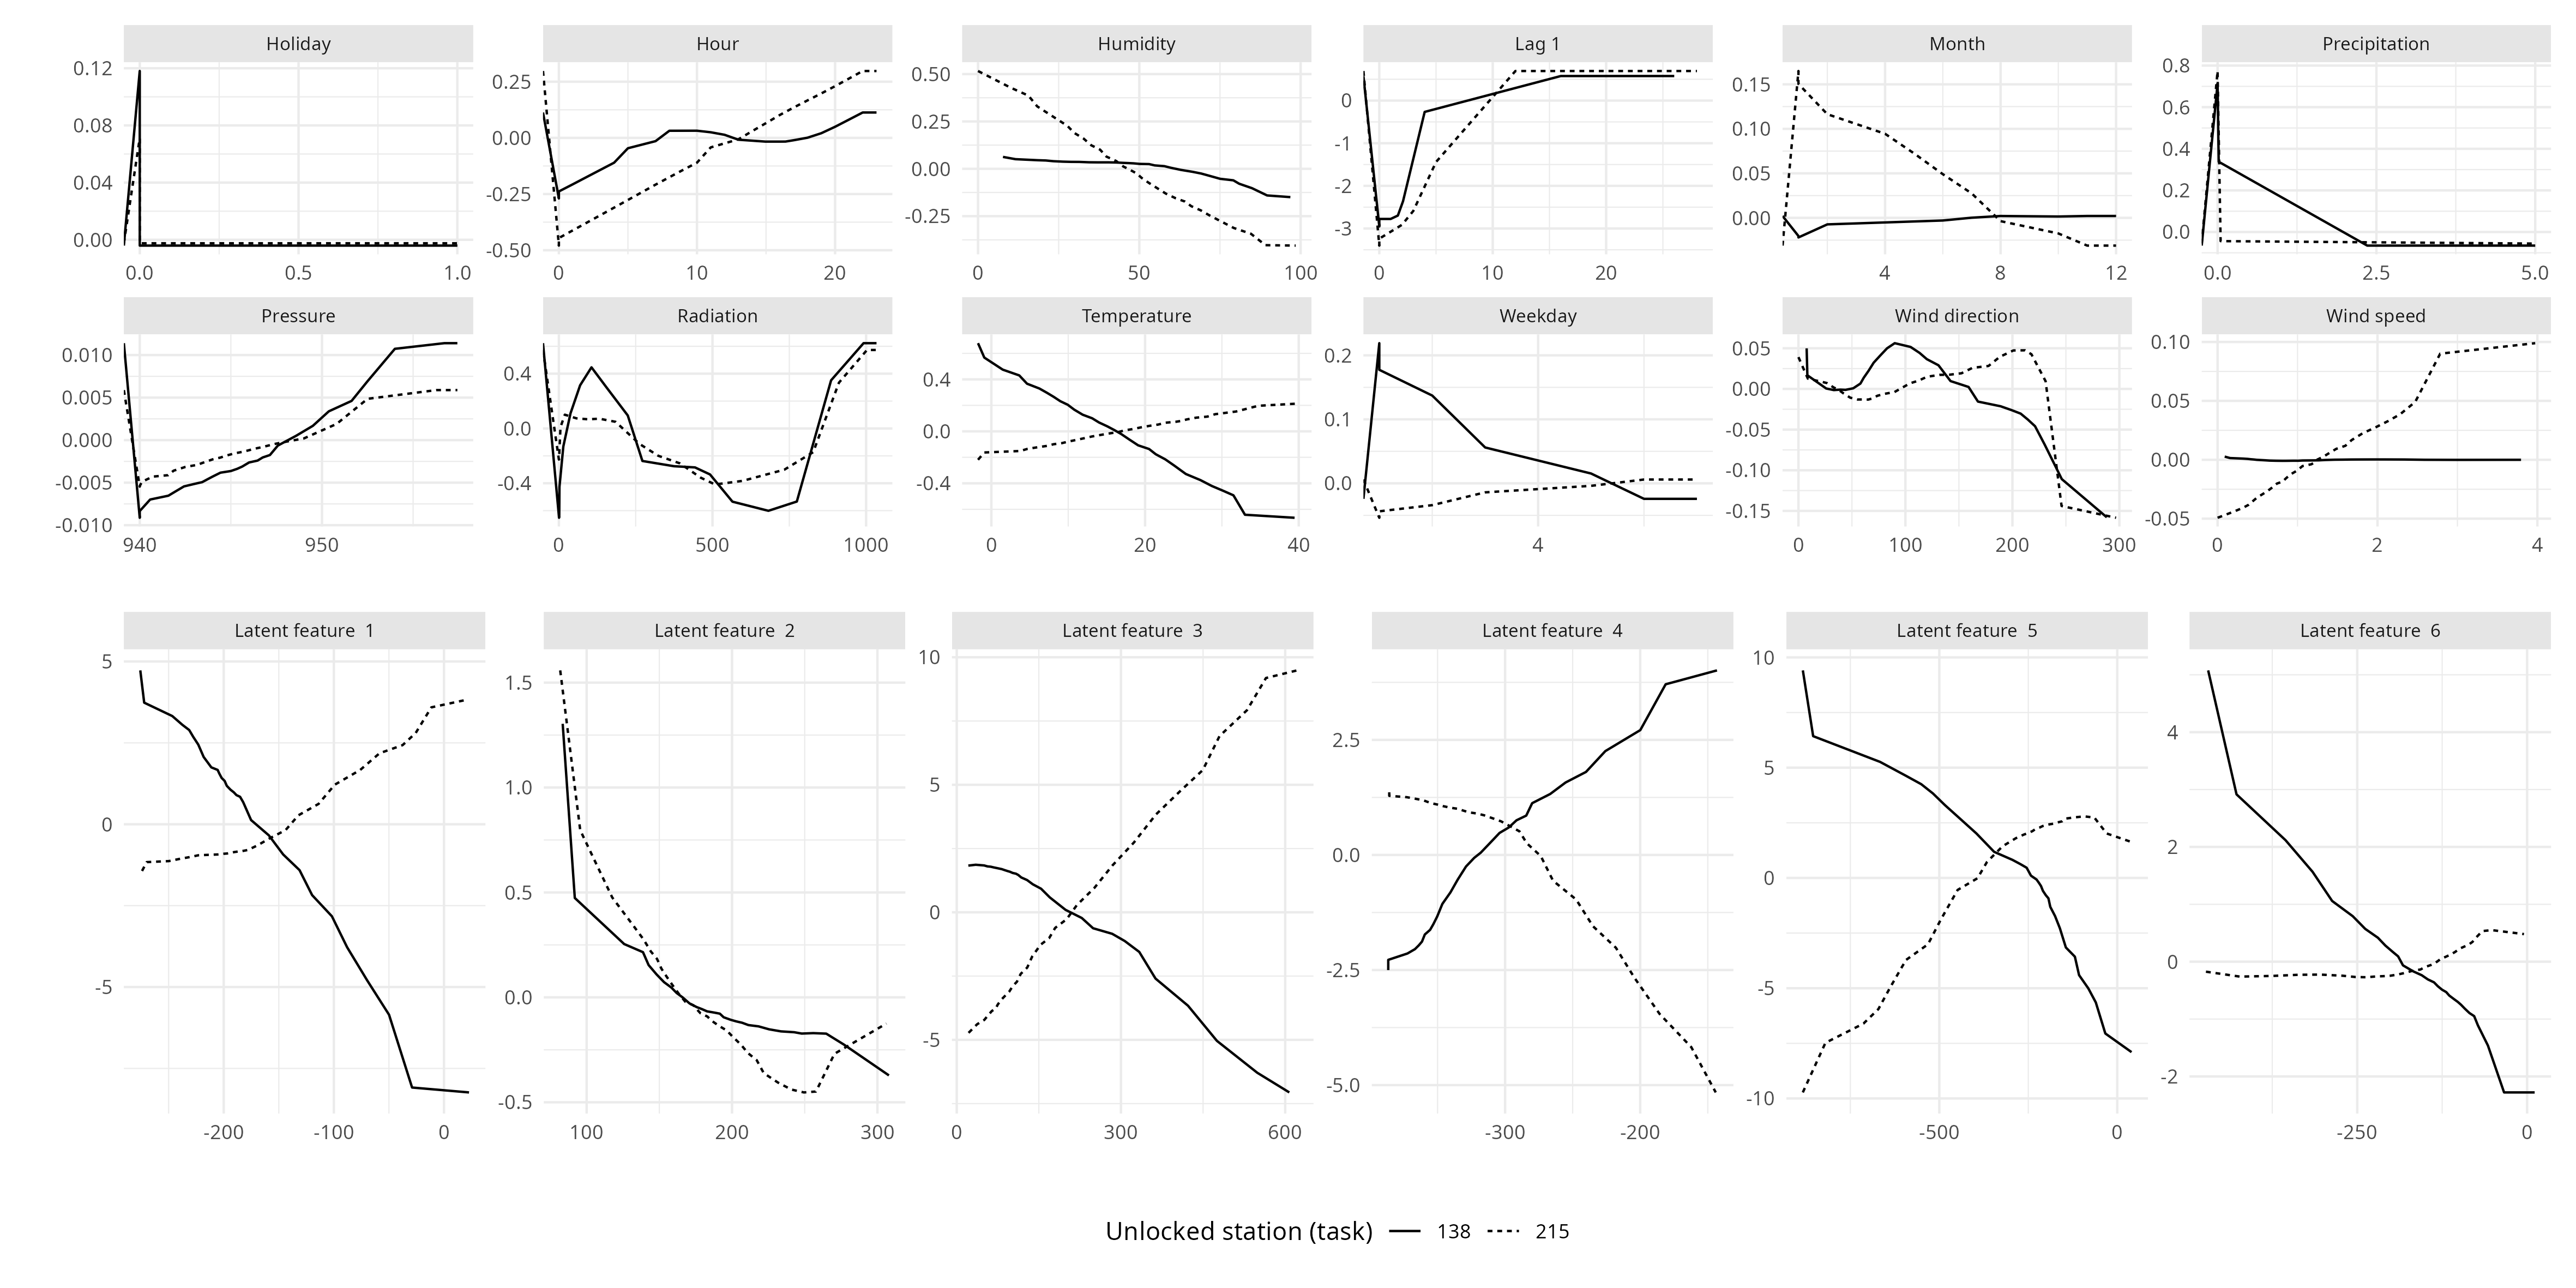 Holiday Hour Humidity Lag 1 Month Precipitation
0.12 0.08 0.04 0.00
0.25 0.00 -0.25 -0.50
0.50 0.25 0.00 -0.25
0 -1 -2 -3
0.15 0.10 0.05 0.00
0.8 0.6 0.4 0.2 0.0
0.0 0.5 1.0 0 10 20 0 50 100 0 10 20 4 8 12 0.0 2.5 5.0
Pressure Radiation Temperature Weekday Wind direction Wind speed
0.010 0.005 0.000 -0.005 -0.010
0.4 0.0 -0.4
0.4 0.0 -0.4
0.2 0.1 0.0
0.05 0.00 -0.05 -0.10 -0.15
0.10 0.05 0.00 -0.05
940 950 0 500 1000 0 20 40 4 0 100 200 300 0 2 4
Latent feature 1 Latent feature 2 Latent feature 3 Latent feature 4 Latent feature 5 Latent feature 6
5 0 -5
1.5 1.0 0.5 0.0 -0.5
10 5 0 -5
2.5 0.0 -2.5 -5.0
10 5 0 -5 -10
4 2 0 -2
-200 -100 0 100 200 300 0 300 600 -300 -200 -500 0 -250 0
Unlocked station (task) 138 215